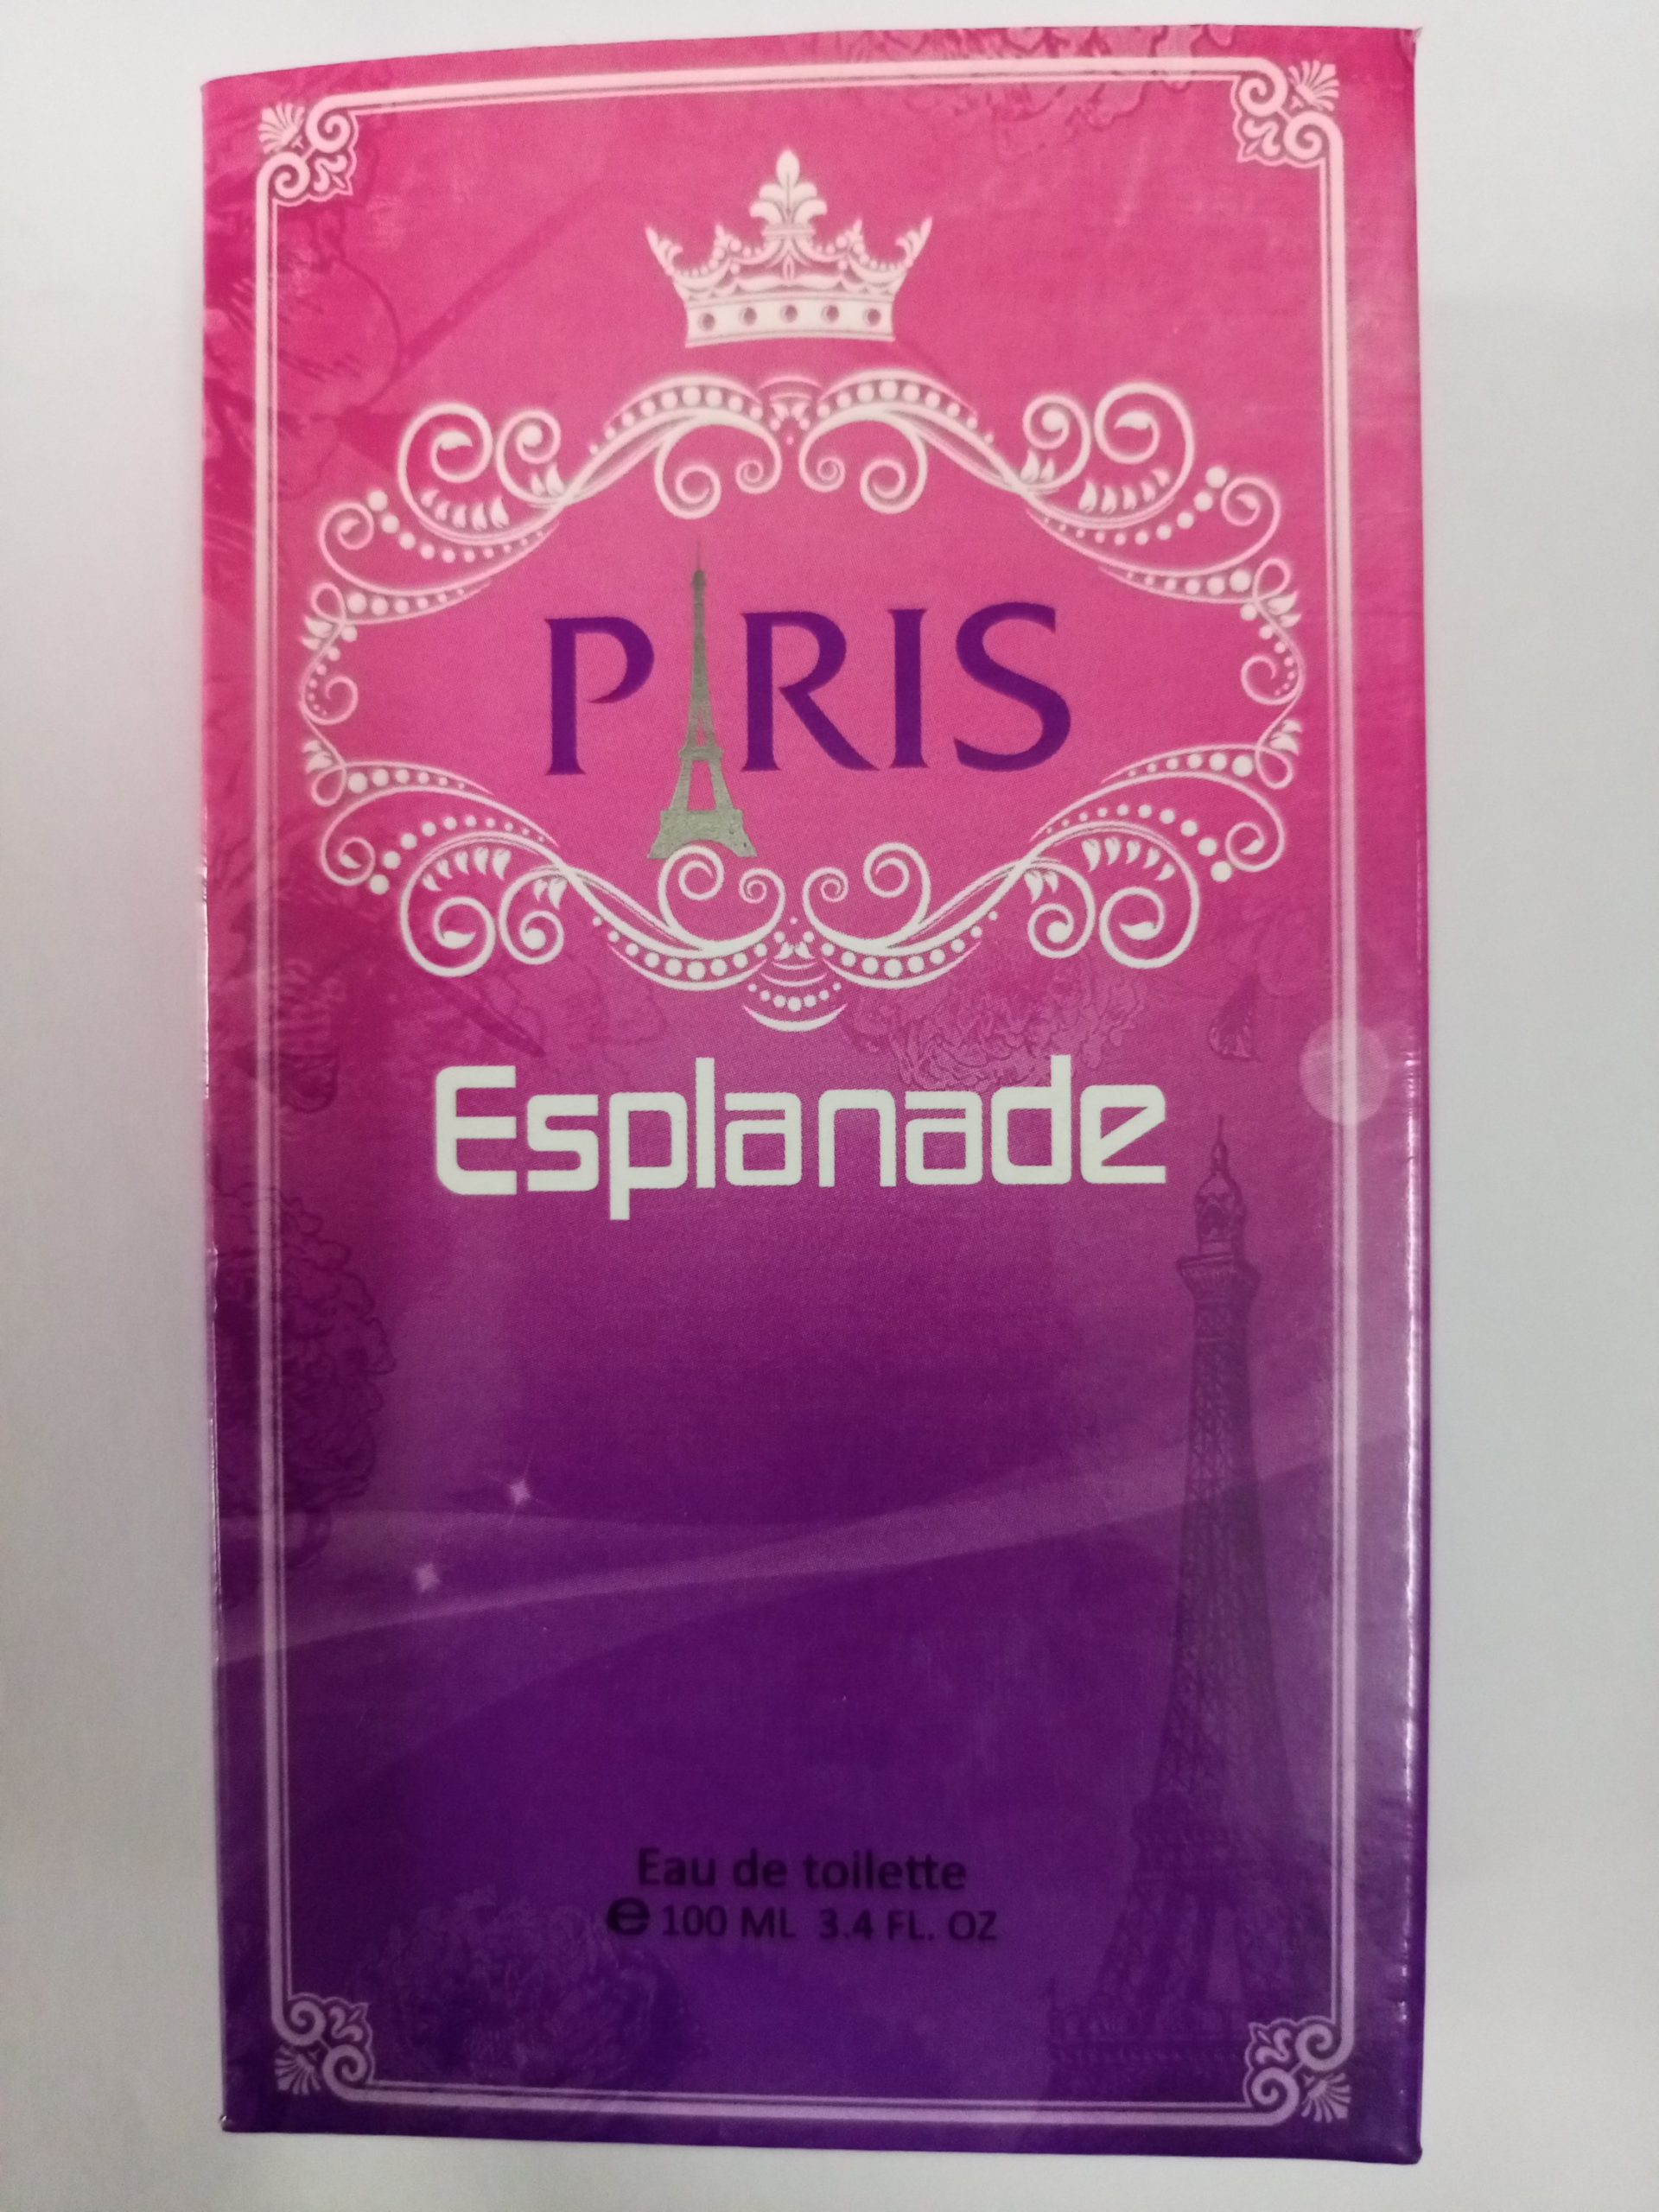 PARIS
Esplanade
Eau de toilette
e 100 ML 3.4 FL. OZ